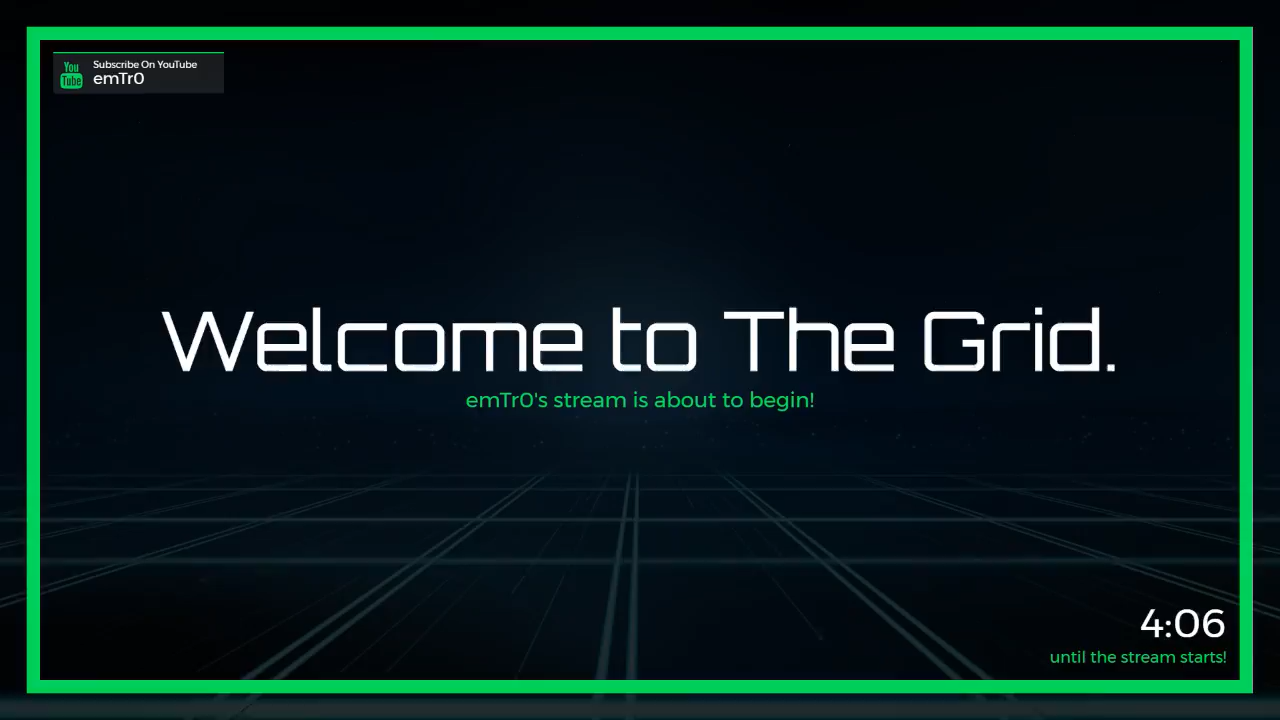 You
Tube
Subscribe On YouTube
emTr0
Welcome to The Grid.
emTr0's stream is about to begin!
4:06
until the stream starts!